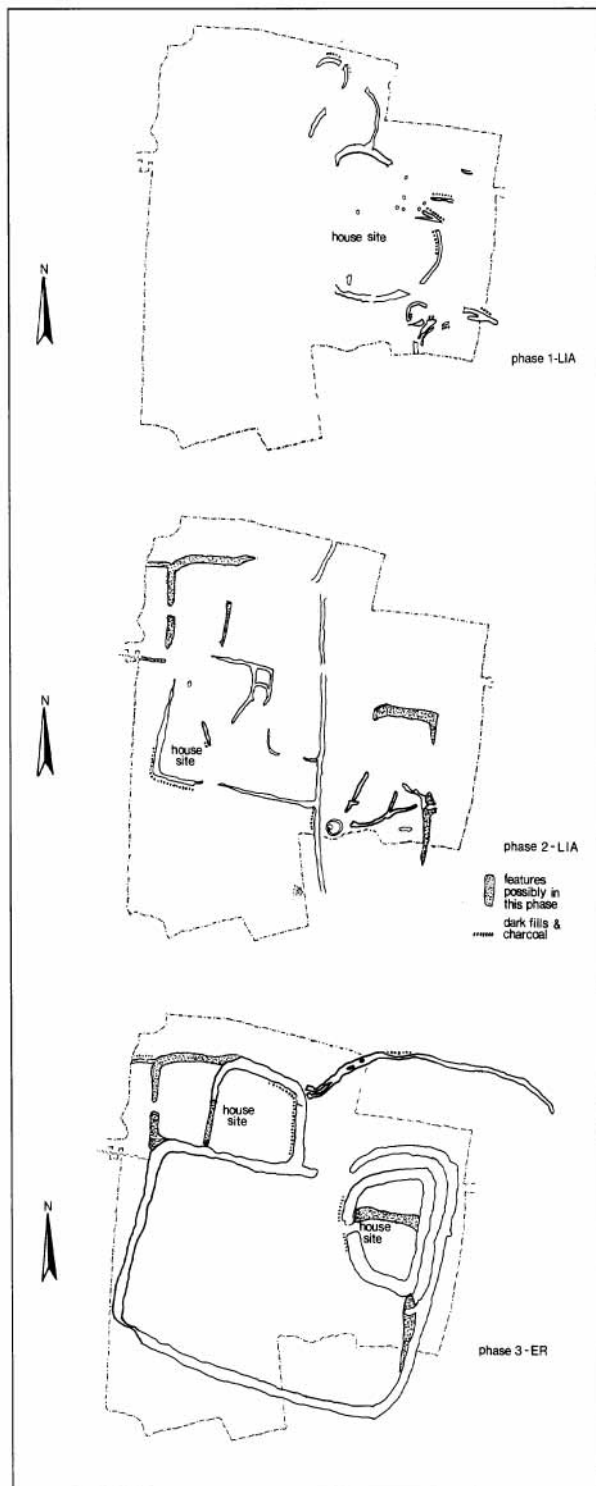 N
house site
phase 1-LIA
N
house
site
phase 2-LIA
features
possibly in
this phase
dark fills &
charcoal
N
house
site
house
site
phase 3-ER